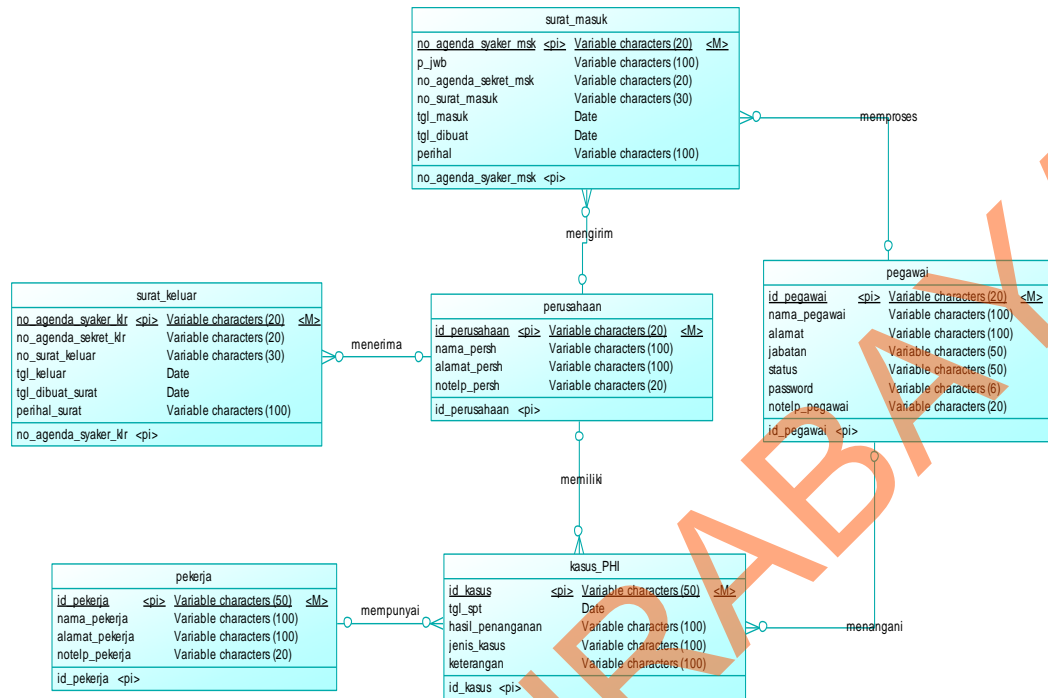 surat_masuk
no_agenda_syaker_msk <pi> Variable characters (20) <M>
p_jwb Variable characters (100)
no_agenda_sekret_msk Variable characters (20)
no_surat_masuk Variable characters (30)
tgl_masuk Date
tgl_dibuat Date
perihal Variable characters (100)
no_agenda_syaker_msk <pi>
memproses
mengirim
pegawai
id_pegawai <pi> Variable characters (20) <M>
nama_pegawai Variable characters (100)
alamat Variable characters (100)
jabatan Variable characters (50)
status Variable characters (50)
password Variable characters (6)
notelp_pegawai Variable characters (20)
id_pegawai <pi>
surat_keluar
no_agenda_syaker_klr <pi> Variable characters (20) <M>
no_agenda_sekret_klr Variable characters (20)
no_surat_keluar Variable characters (30)
tgl_keluar Date
tgl_dibuat_surat Date
perihal_surat Variable characters (100)
no_agenda_syaker_klr <pi>
menerima
perusahaan
id_perusahaan <pi> Variable characters (20) <M>
nama_persh Variable characters (100)
alamat_persh Variable characters (100)
notelp_persh Variable characters (20)
id_perusahaan <pi>
memiliki
pekerja
id_pekerja <pi> Variable characters (50) <M>
nama_pekerja Variable characters (100)
alamat_pekerja Variable characters (100)
notelp_pekerja Variable characters (20)
id_pekerja <pi>
mempunyai
kasus_PHI
id_kasus <pi> Variable characters (50) <M>
tgl_spt Date
hasil_penanganan Variable characters (100)
jenis_kasus Variable characters (100)
keterangan Variable characters (100)
id_kasus <pi>
menangani
RABAY